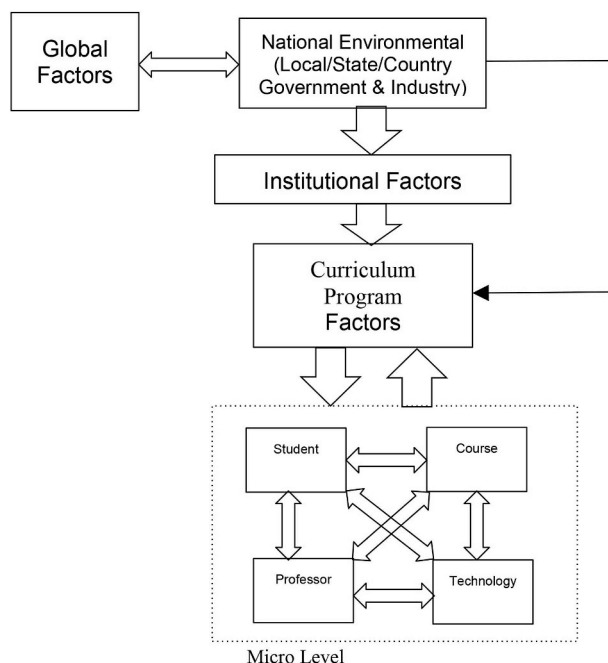 Global
Factors
National Environmental
(Local/State/Country
Government & Industry)
Institutional Factors
Curriculum
Program
Factors
Student
Course
Professor
Technology
Micro Level